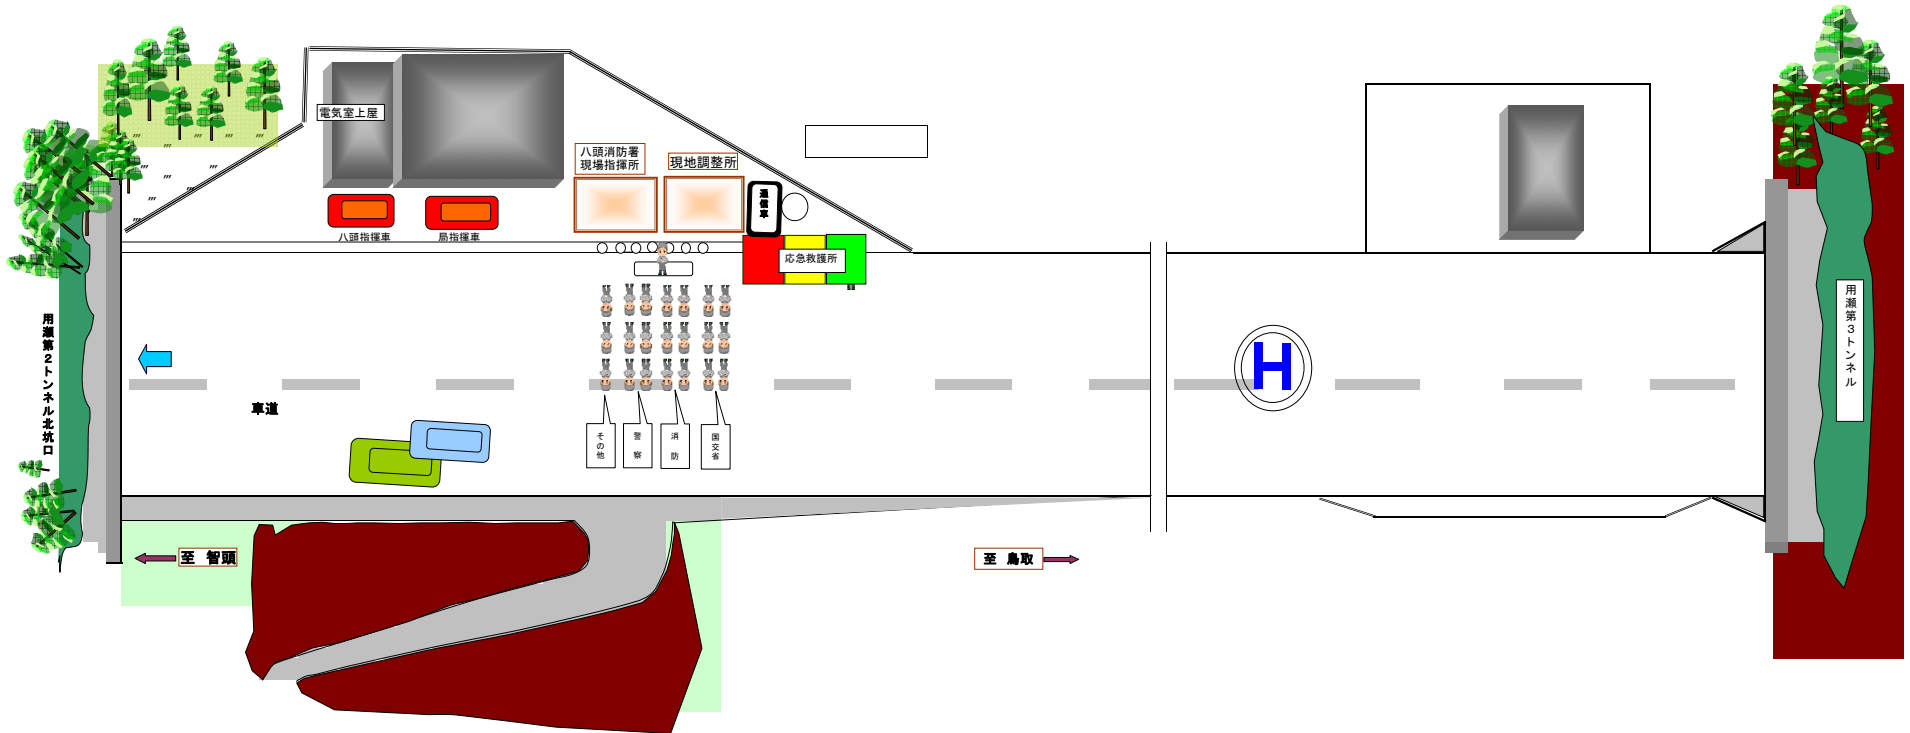 電気室上屋
八頭消防署
現場指揮所
現地調整所
通信車
八頭指揮車
局指揮車
応急救護所
用瀬第2トンネル北坑口
用瀬第3トンネル
H
車道
その他
警察
消防
国交省
至 智頭
至 鳥取